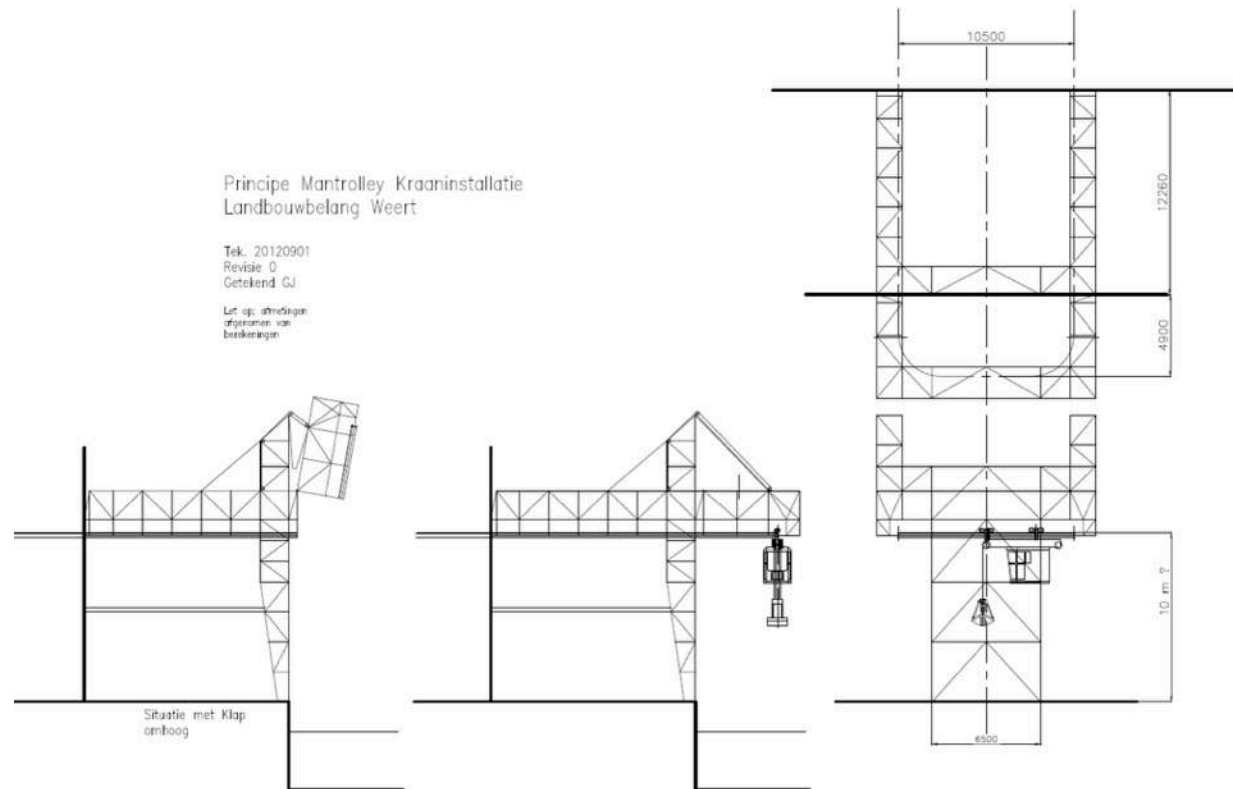 10500
Principe Mantrolley Kraaninstallatie
Landbouwbelang Weert
Tek. 20120901
Revisie 0
Getekend GJ
Let op; afmetingen
afgenomen van
berekeningen
12260
4900
10 m ?
Situatie met Klap
omhoog
6500